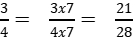 3/4 = 3x7/4x7 = 21/28